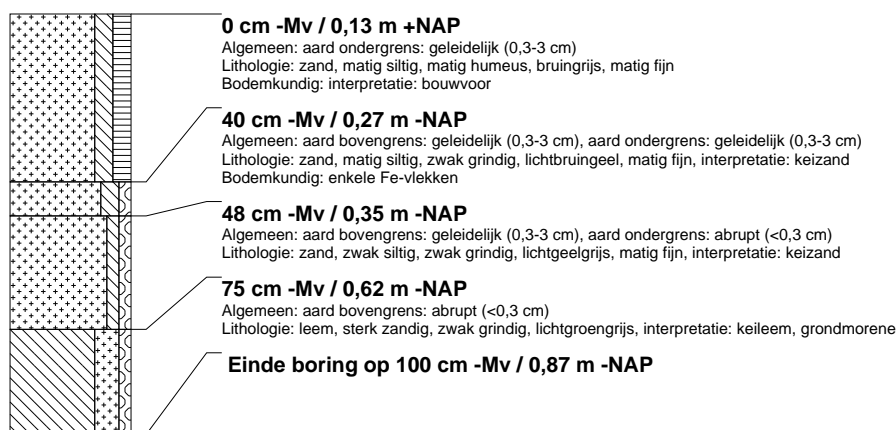 0 cm -Mv / 0,13 m +NAP
Algemeen: aard ondergrens: geleidelijk (0,3-3 cm)
Lithologie: zand, matig siltig, matig humeus, bruingrijs, matig fijn
Bodemkundig: interpretatie: bouwvoor
40 cm -Mv / 0,27 m -NAP
Algemeen: aard bovengrens: geleidelijk (0,3-3 cm), aard ondergrens: geleidelijk (0,3-3 cm)
Lithologie: zand, matig siltig, zwak grindig, lichtbruingeel, matig fijn, interpretatie: keizand
Bodemkundig: enkele Fe-vlekken
48 cm -Mv / 0,35 m -NAP
Algemeen: aard bovengrens: geleidelijk (0,3-3 cm), aard ondergrens: abrupt (<0,3 cm)
Lithologie: zand, zwak siltig, zwak grindig, lichtgeelgrijs, matig fijn, interpretatie: keizand
75 cm -Mv / 0,62 m -NAP
Algemeen: aard bovengrens: abrupt (<0,3 cm)
Lithologie: leem, sterk zandig, zwak grindig, lichtgroengrijs, interpretatie: keileem, grondmorene
Einde boring op 100 cm -Mv / 0,87 m -NAP